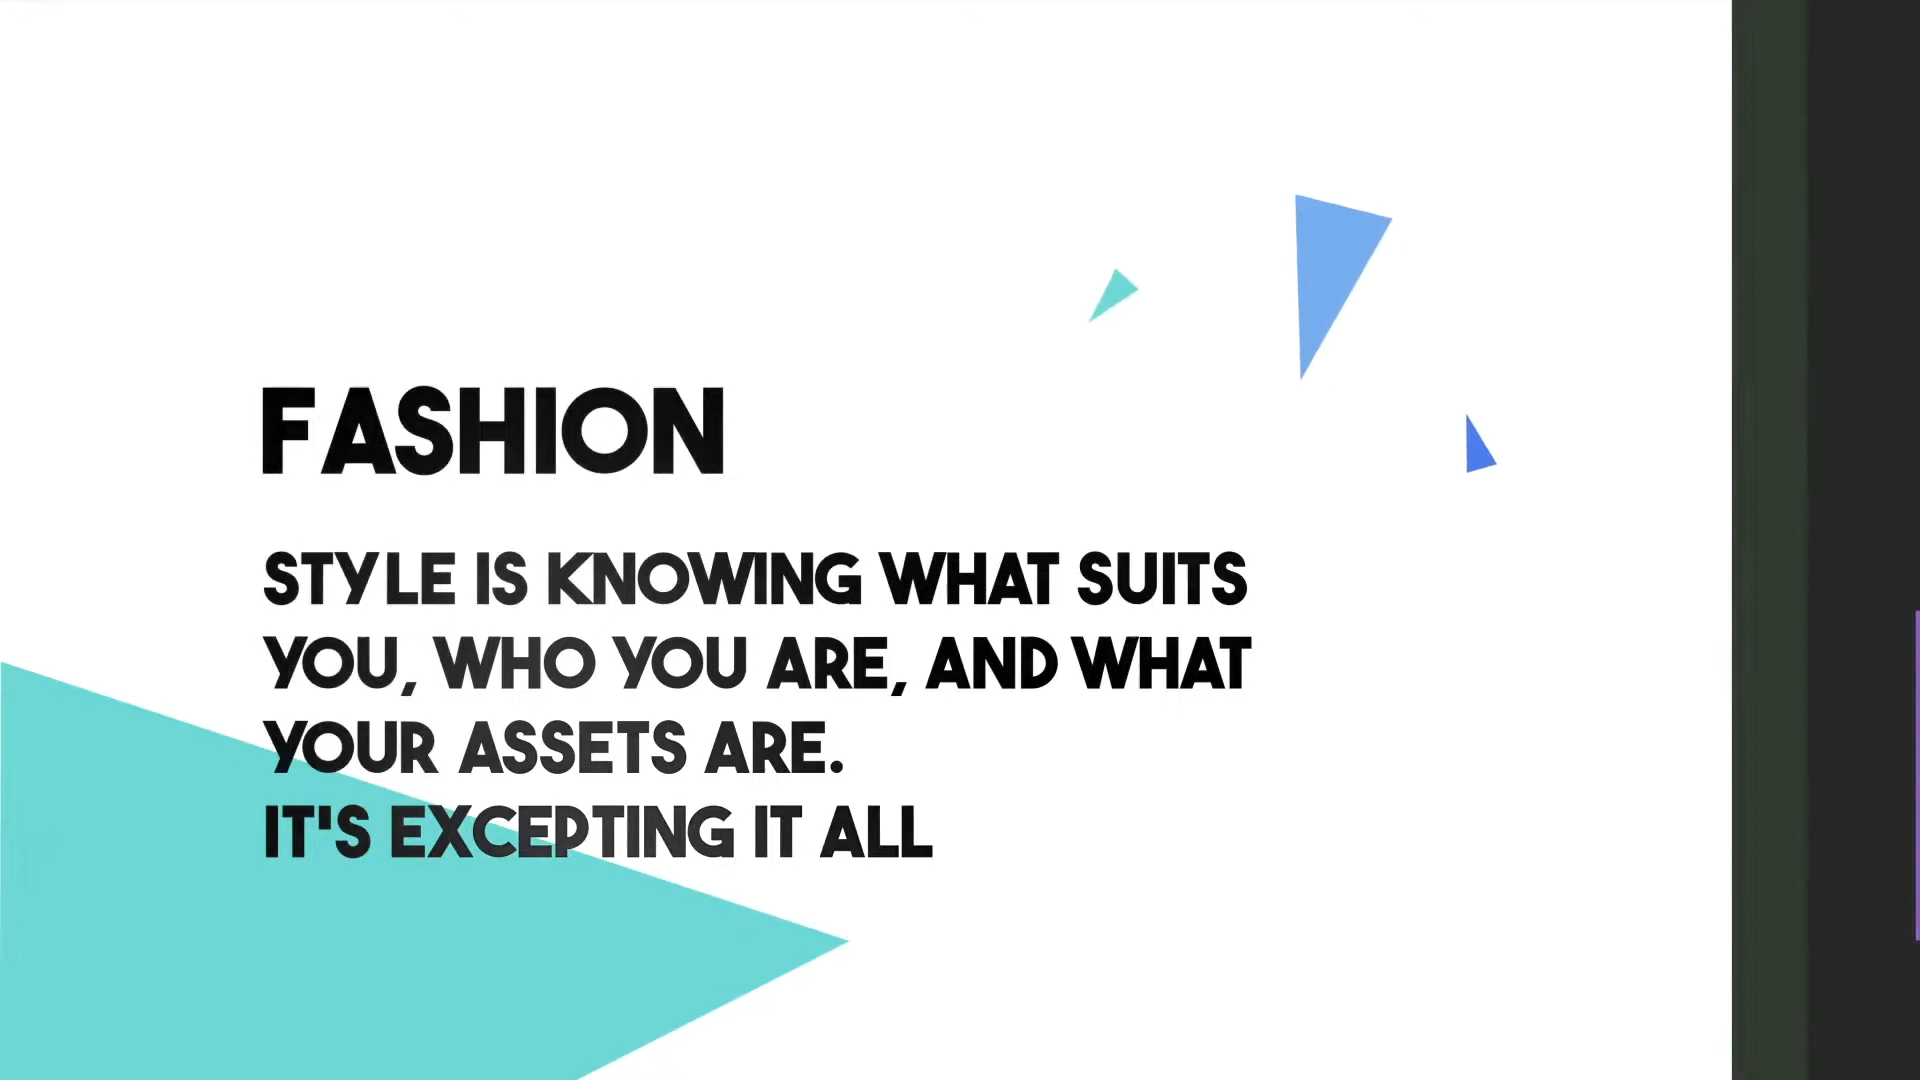 FASHION
STYLE IS KNOWING WHAT SUITS
YOU, WHO YOU ARE, AND WHAT
YOUR ASSETS ARE.
IT'S EXCEPTING IT ALL